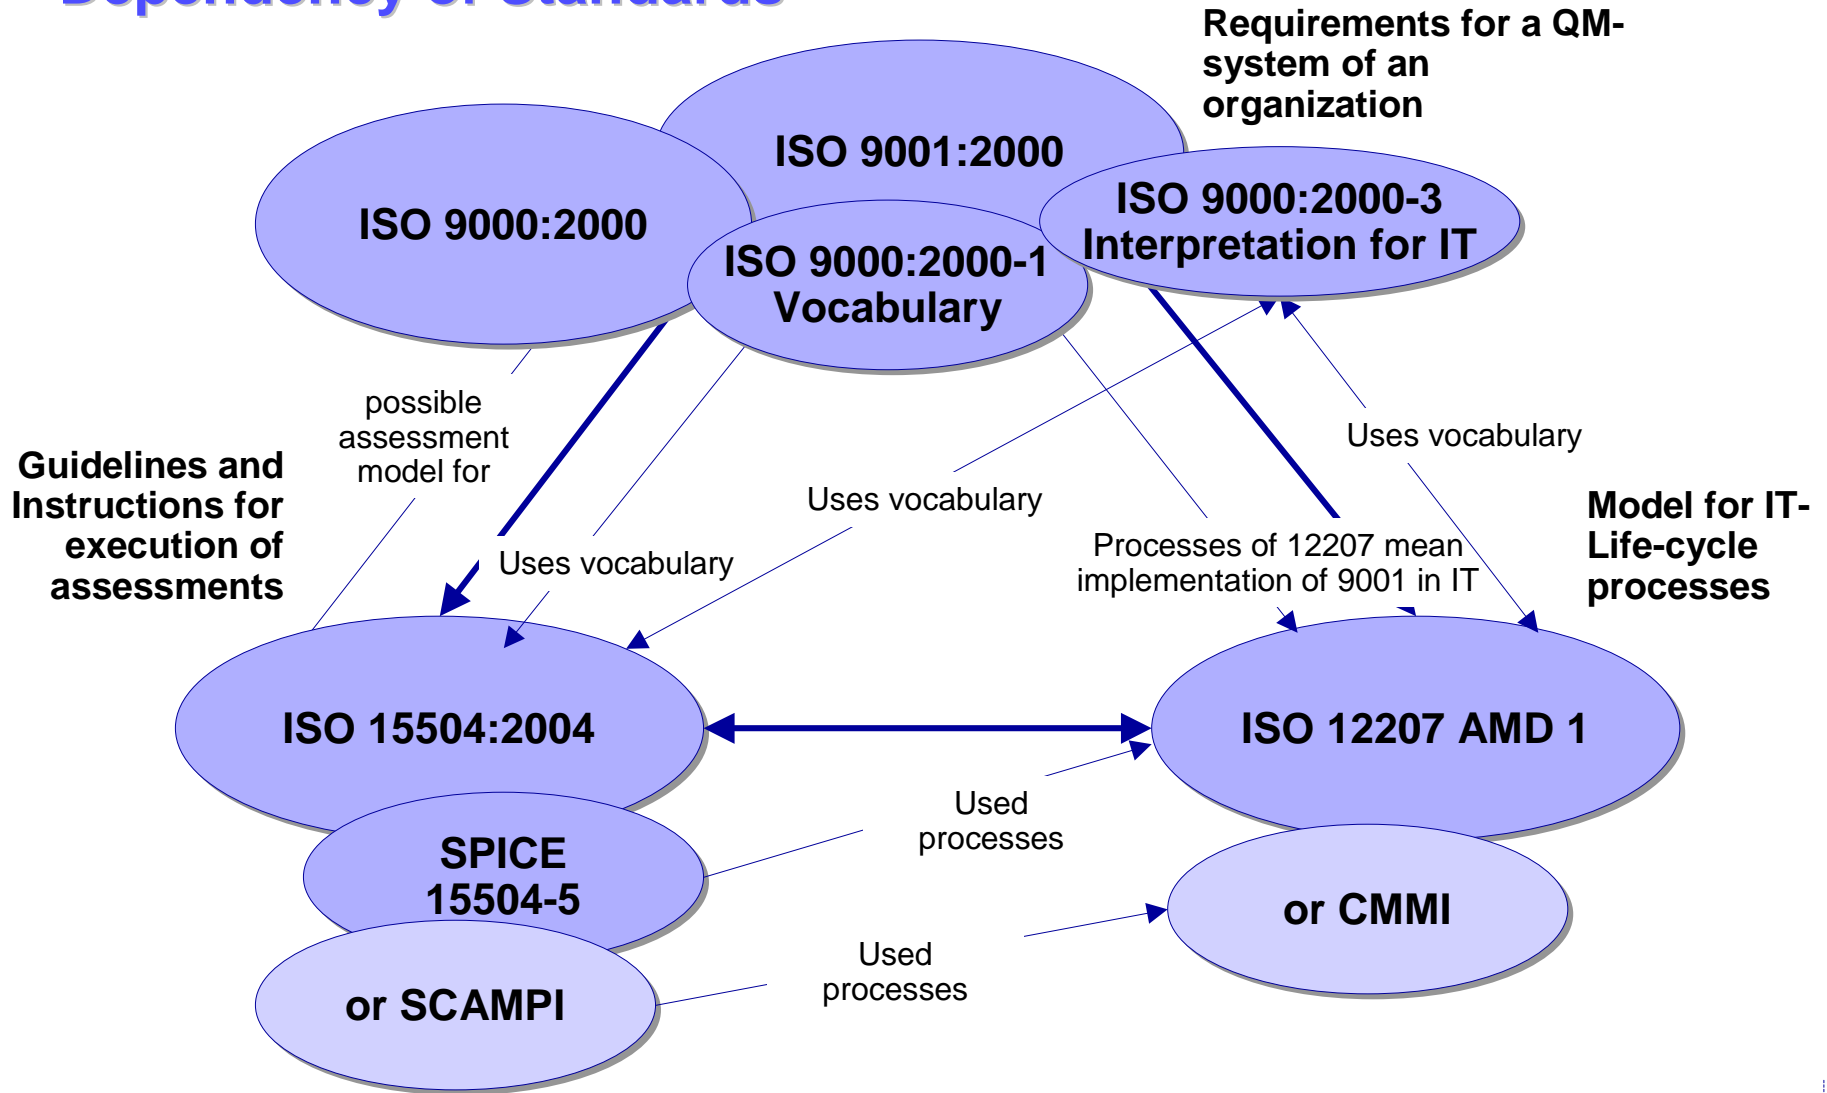 Dependency of Standards
Requirements for a QM-
system of an
organization
ISO 9001:2000
ISO 9000:2000
ISO 9000:2000-3
Interpretation for IT
ISO 9000:2000-1
Vocabulary
possible
assessment
model for
Guidelines and
Instructions for
execution of
assessments
Uses vocabulary
Uses vocabulary
Uses vocabulary
Processes of 12207 mean
implementation of 9001 in IT
Model for IT-
Life-cycle
processes
ISO 15504:2004
ISO 12207 AMD 1
Used
processes
SPICE
15504-5
or CMMI
Used
processes
or SCAMPI